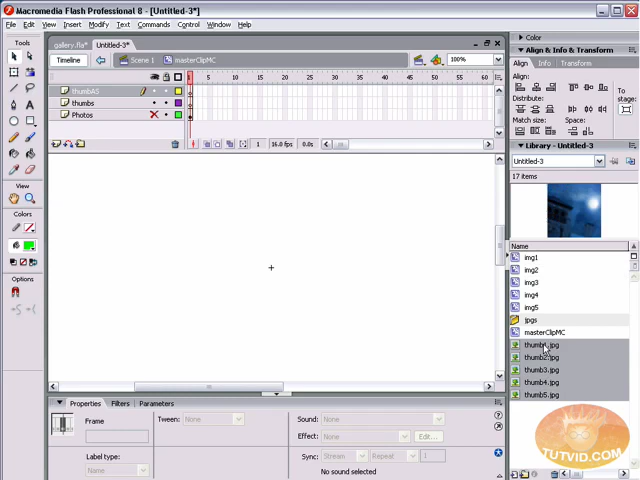 Macromedia Flash Professional 8 - [Untitled-3*]
File Edit View Insert Modify Text Commands Control Window Help
Tools
View
Colors
Options
gallery.fla* Untitled-3*
Timeline Scene 1 masterClipMC 100%
1 5 10 15 20 25 30 35 40 45 50 55 60
thumbAS
thumbs
Photos
1 16.0 fps 0.0s
Properties Filters Parameters
Frame
Label type:
Name
Tween: None
Sound: None
Effect: None Edit...
Sync: Stream Repeat 1
No sound selected
Color
Align & Info & Transform
Align Info Transform
Align:
Distribute:
Match size: Space:
To stage:
Library - Untitled-3
Untitled-3
17 items
Name
img1
img2
img3
img4
img5
jpgs
masterClipMC
thumb1.jpg
thumb2.jpg
thumb3.jpg
thumb4.jpg
thumb5.jpg
TUTVID.COM